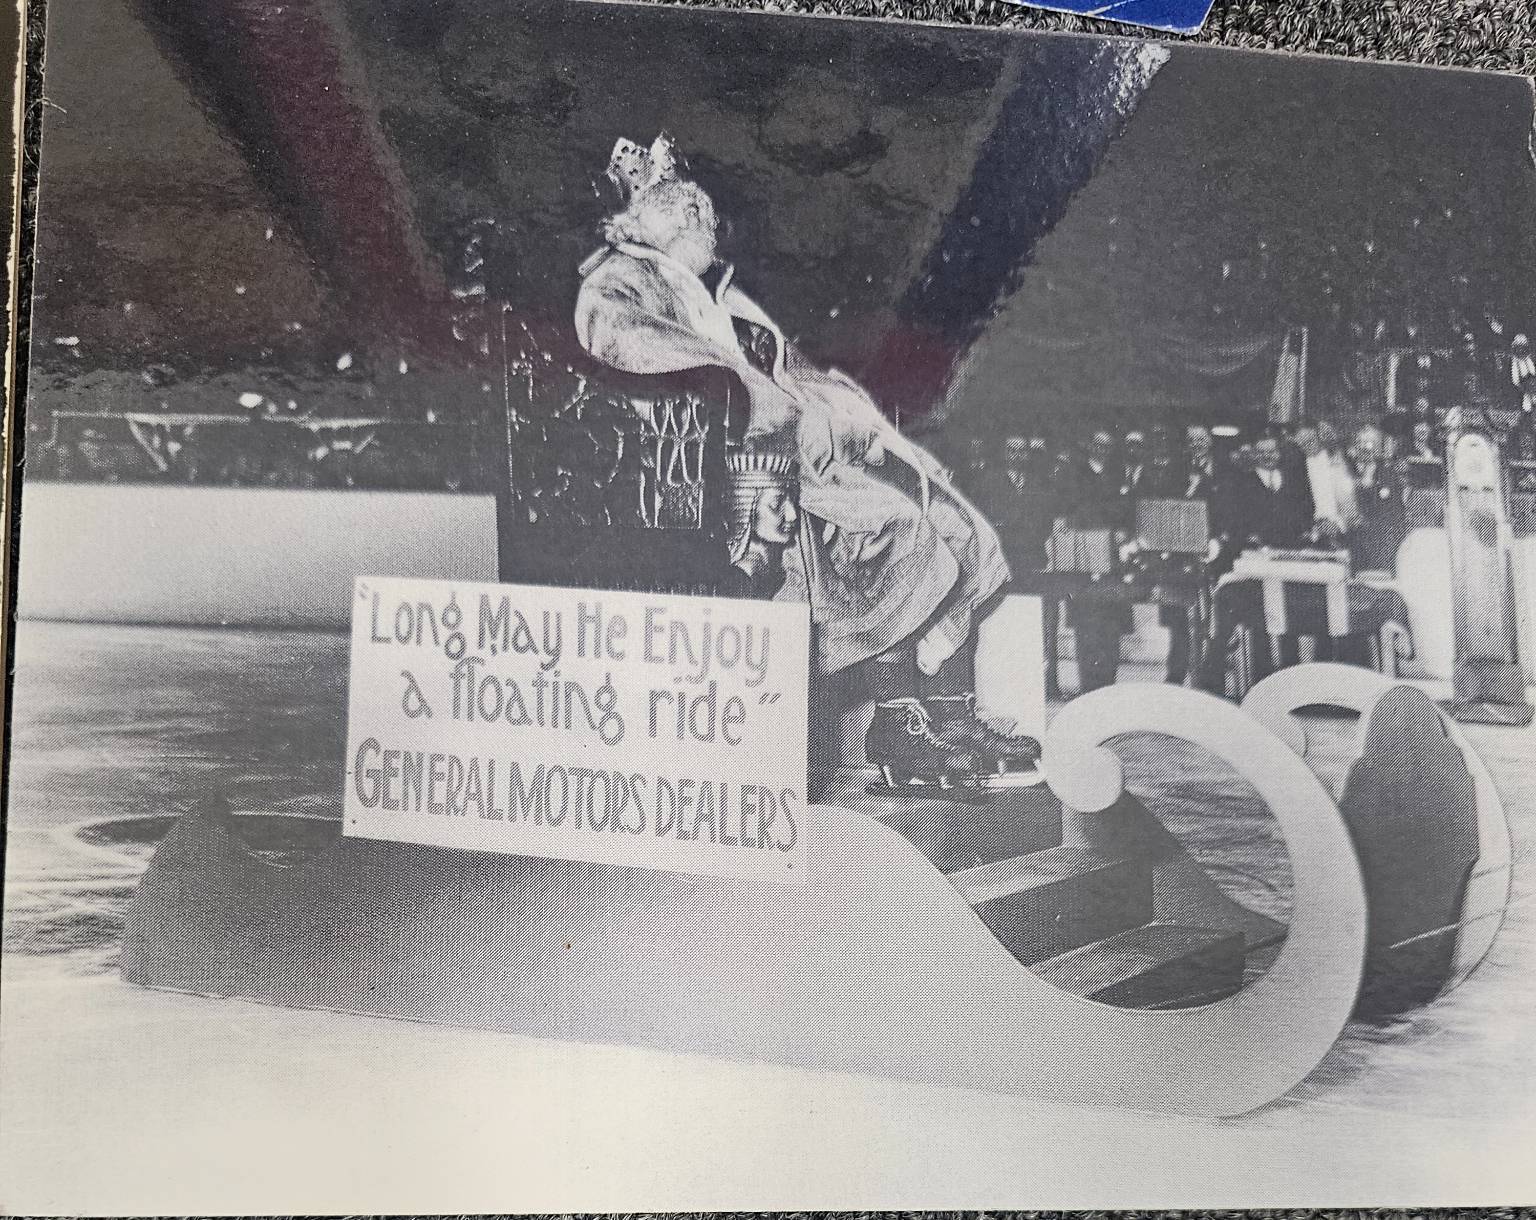 "Long May He Enjoy
a floating ride"
GENERAL MOTORS DEALERS